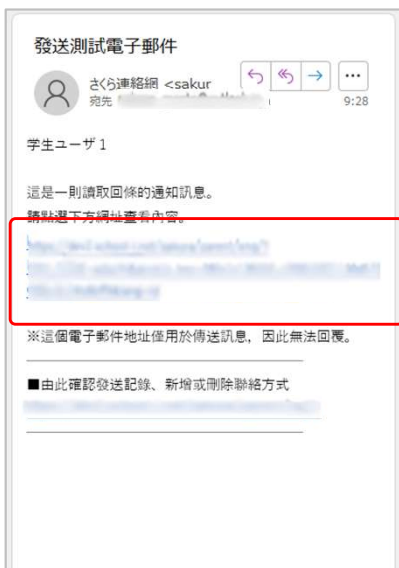 發送測試電子郵件
さくら連絡網 <sakur
宛先
9:28
学生ユーザ１
這是一則讀取回條的通知訊息。
請點選下方網址查看內容。
※這個電子郵件地址僅用於傳送訊息，因此無法回覆。
■由此確認發送記錄、新增或刪除聯絡方式